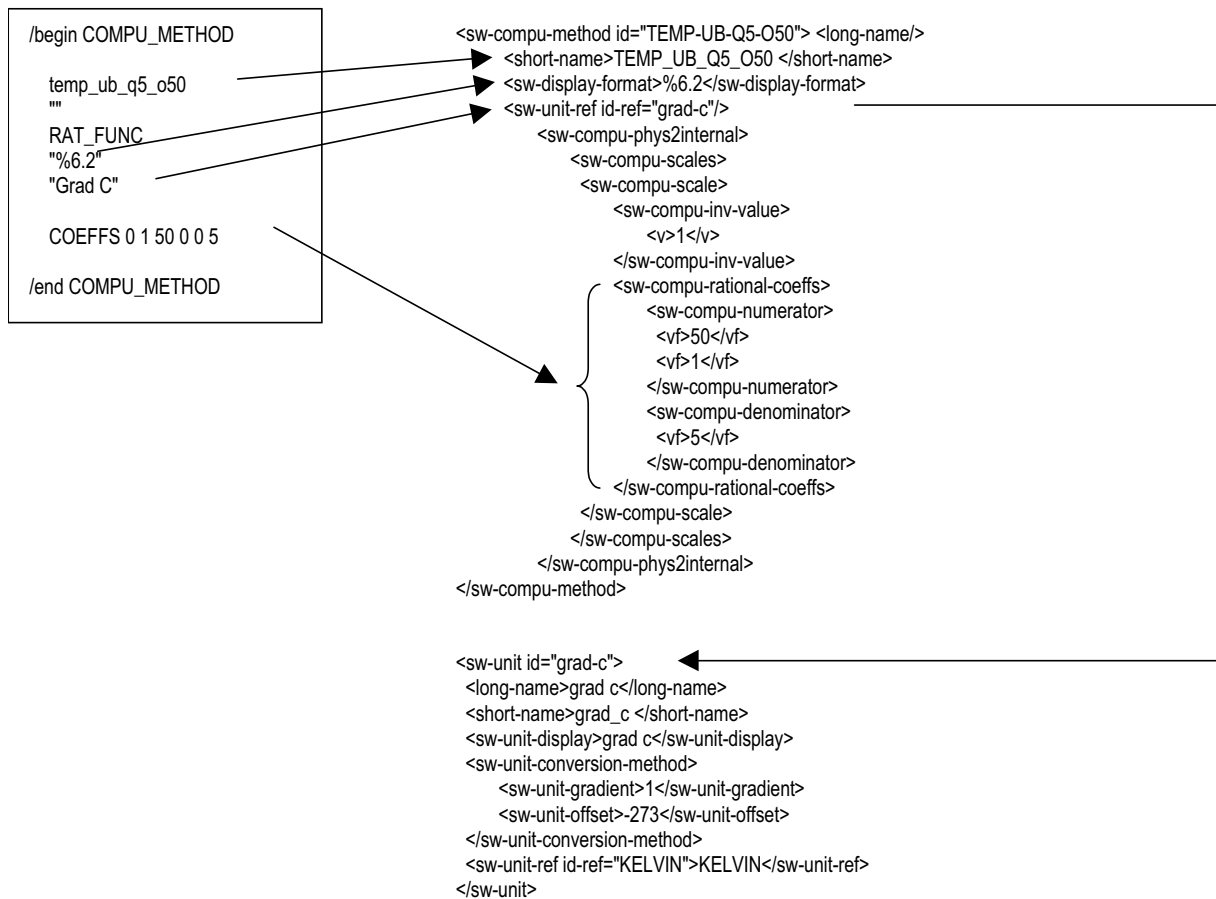 /begin COMPU_METHOD
temp_ub_q5_o50
""
RAT_FUNC
"%6.2"
"Grad C"
COEFFS 0 1 50 0 0 5
/end COMPU_METHOD
<sw-compu-method id="TEMP-UB-Q5-O50"> <long-name/>
<short-name>TEMP_UB_Q5_O50 </short-name>
<sw-display-format>%6.2</sw-display-format>
<sw-unit-ref id-ref="grad-c"/>
<sw-compu-phys2internal>
<sw-compu-scales>
<sw-compu-scale>
<sw-compu-inv-value>
<v>1</v>
</sw-compu-inv-value>
<sw-compu-rational-coeffs>
<sw-compu-numerator>
<vf>50</vf>
<vf>1</vf>
</sw-compu-numerator>
<sw-compu-denominator>
<vf>5</vf>
</sw-compu-denominator>
</sw-compu-rational-coeffs>
</sw-compu-scale>
</sw-compu-scales>
</sw-compu-phys2internal>
</sw-compu-method>
<sw-unit id="grad-c">
<long-name>grad c</long-name>
<short-name>grad_c </short-name>
<sw-unit-display>grad c</sw-unit-display>
<sw-unit-conversion-method>
<sw-unit-gradient>1</sw-unit-gradient>
<sw-unit-offset>-273</sw-unit-offset>
</sw-unit-conversion-method>
<sw-unit-ref id-ref="KELVIN">KELVIN</sw-unit-ref>
</sw-unit>